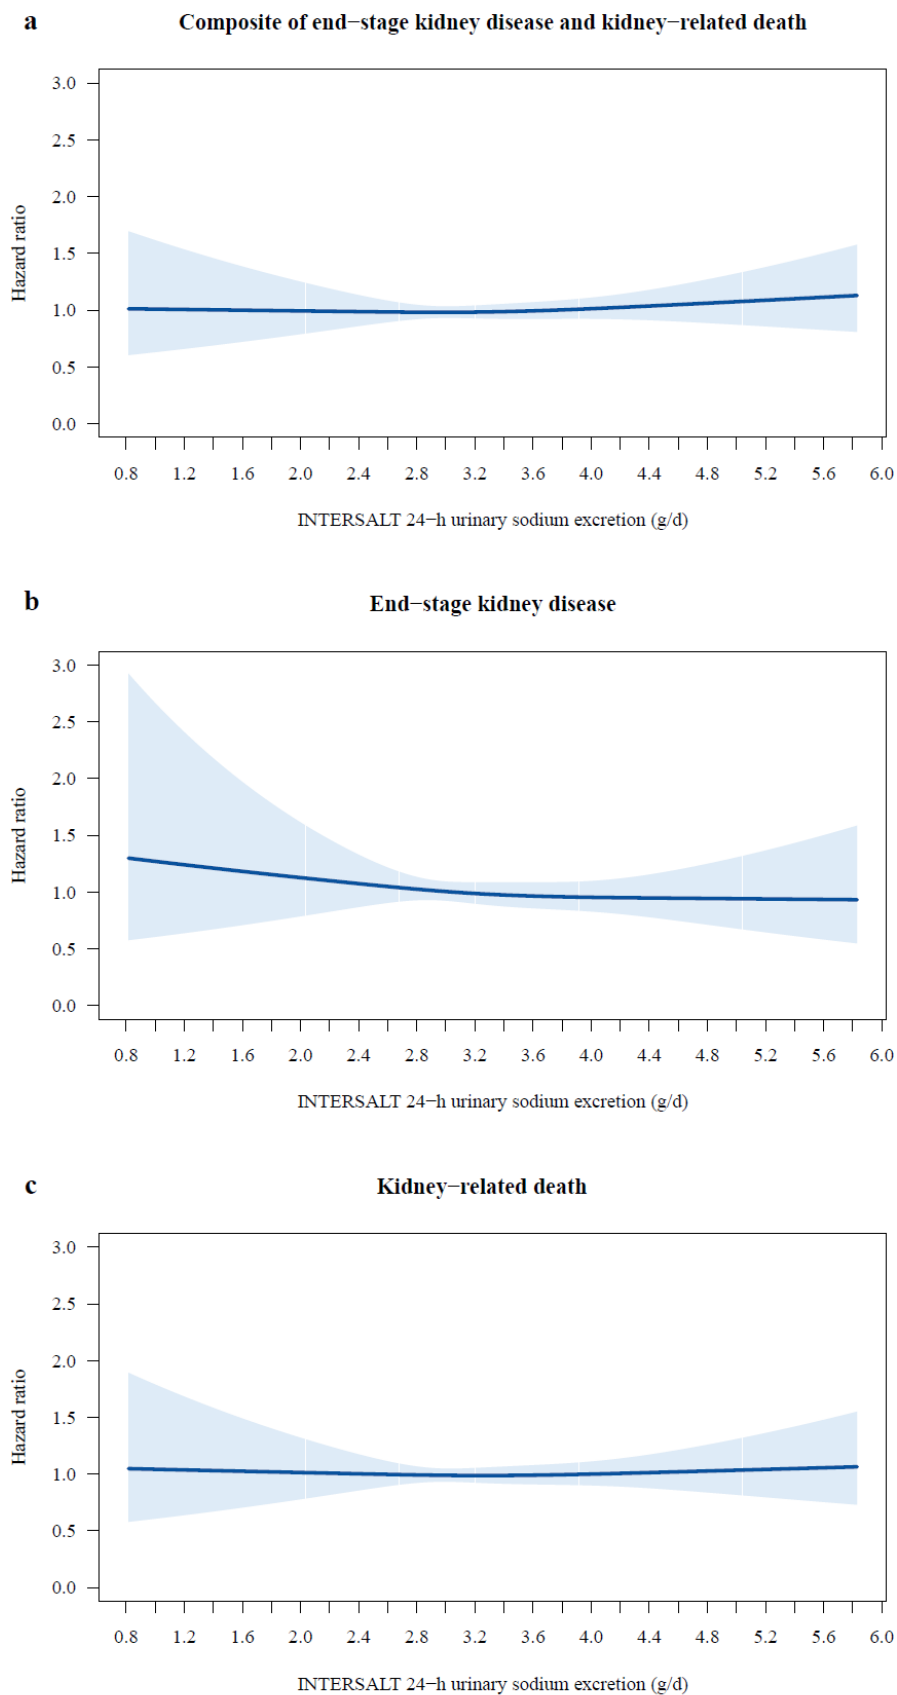 a
Composite of end−stage kidney disease and kidney−related death
3.0
2.5
2.0
1.5
1.0
0.5
0.0
Hazard ratio
0.8 1.2 1.6 2.0 2.4 2.8 3.2 3.6 4.0 4.4 4.8 5.2 5.6 6.0
INTERSALT 24−h urinary sodium excretion (g/d)
b
End−stage kidney disease
3.0
2.5
2.0
1.5
1.0
0.5
0.0
Hazard ratio
0.8 1.2 1.6 2.0 2.4 2.8 3.2 3.6 4.0 4.4 4.8 5.2 5.6 6.0
INTERSALT 24−h urinary sodium excretion (g/d)
c
Kidney−related death
3.0
2.5
2.0
1.5
1.0
0.5
0.0
Hazard ratio
0.8 1.2 1.6 2.0 2.4 2.8 3.2 3.6 4.0 4.4 4.8 5.2 5.6 6.0
INTERSALT 24−h urinary sodium excretion (g/d)